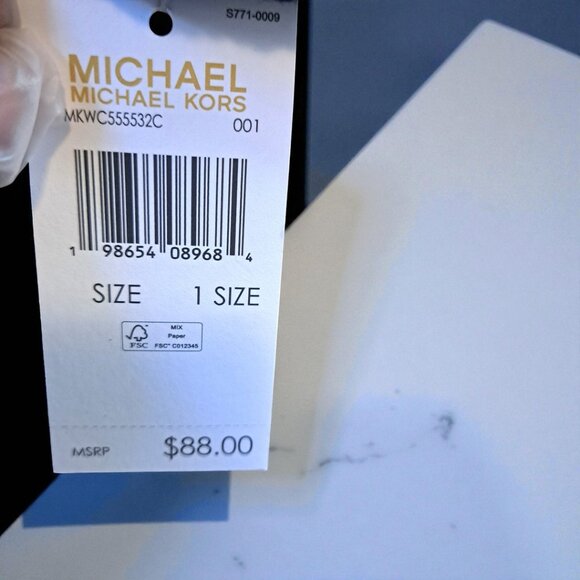 S771-0009
MICHAEL
MICHAEL KORS
MKWC555532C 001
1 98654 08968 4
SIZE 1 SIZE
FSC
MIX
Paper
FSC® C012345
MSRP $88.00